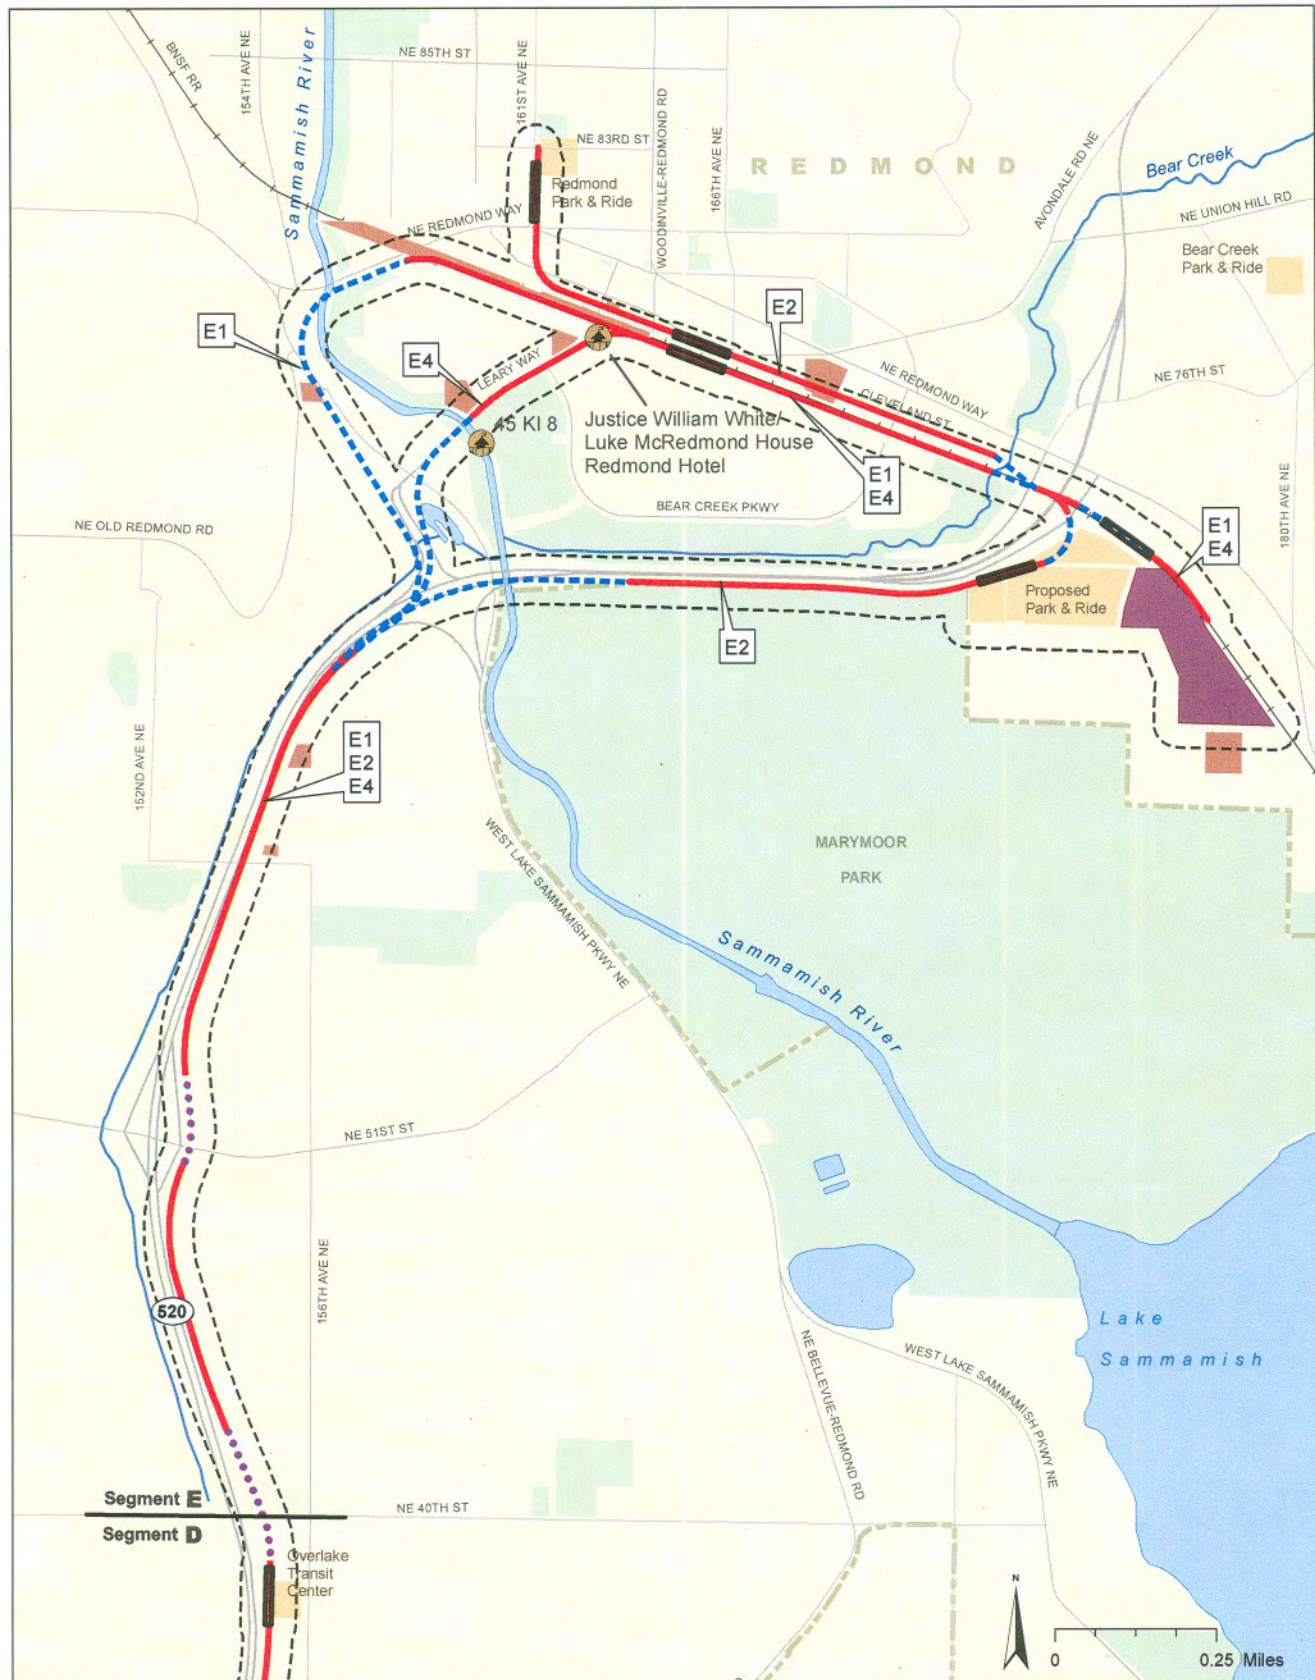 NE 85TH ST
BNSF RR
154TH AVE NE
Sammamish River
161ST AVE NE
NE 83RD ST
WOODINVILLE-REDMOND RD
166TH AVE NE
REDMOND
AVONDALE RD NE
Bear Creek
NE UNION HILL RD
Redmond
Park & Ride
NE REDMOND WAY
Bear Creek
Park & Ride
E1
E2
E4
LEARY WAY
NE REDMOND WAY
NE 76TH ST
CLEVELAND ST
45 KI 8
Justice William White/
Luke McRedmond House
Redmond Hotel
E1
E4
BEAR CREEK PKWY
NE OLD REDMOND RD
180TH AVE NE
E1
E4
Proposed
Park & Ride
E2
152ND AVE NE
E1
E2
E4
MARYMOOR
PARK
WEST LAKE SAMMAMISH PKWY NE
Sammamish River
NE 51ST ST
156TH AVE NE
520
Lake
Sammamish
NE BELLEVUE-REDMOND RD
WEST LAKE SAMMAMISH PKWY NE
Segment E
Segment D
NE 40TH ST
Overlake
Transit
Center
N
0 0.25 Miles